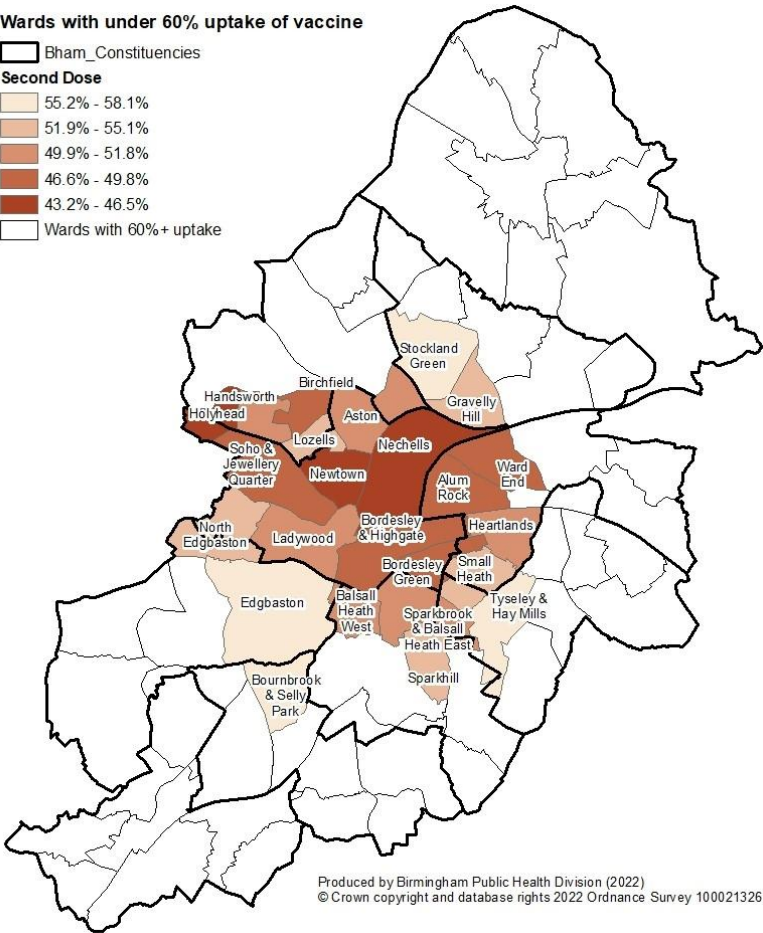 Wards with under 60% uptake of vaccine
Bham_Constituencies
Second Dose
55.2% - 58.1%
51.9% - 55.1%
49.9% - 51.8%
46.6% - 49.8%
43.2% - 46.5%
Wards with 60%+ uptake
Stockland
Green
Birchfield
Handsworth
Holyhead
Gravelly
Hill
Aston
Lozells
Nechells
Soho &
Jewellery
Quarter
Newtown
Ward
End
Alum
Rock
North
Edgbaston
Ladywood
Bordesley
& Highgate
Heartlands
Bordesley
Green
Small
Heath
Edgbaston
Balsall
Heath
West
Sparkbrook
& Balsall
Heath East
Tyseley &
Hay Mills
Bournbrook
& Selly
Park
Sparkhill
Produced by Birmingham Public Health Division (2022)
© Crown copyright and database rights 2022 Ordnance Survey 100021326